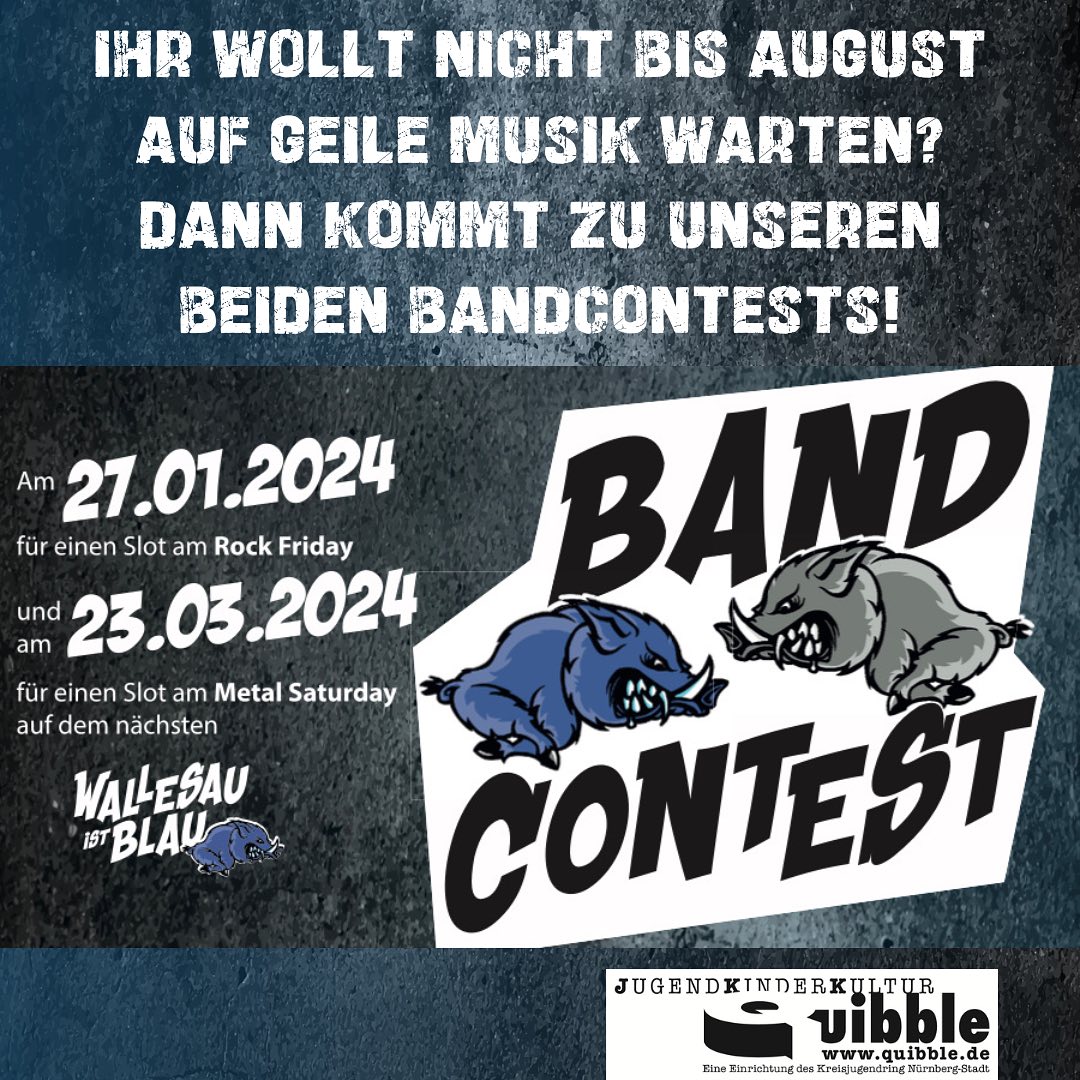 IHR WOLLT NICHT BIS AUGUST
AUF GEILE MUSIK WARTEN?
DANN KOMMT ZU UNSEREN
BEIDEN BANDCONTESTS!
Am 27.01.2024
für einen Slot am Rock Friday
und
am 23.03.2024
für einen Slot am Metal Saturday
auf dem nächsten
WALLESAU
IST BLAU
BAND
CONTEST
JUGENDKINDERKULTUR
Quibble
www.quibble.de
Eine Einrichtung des Kreisjugendring Nürnberg-Stadt